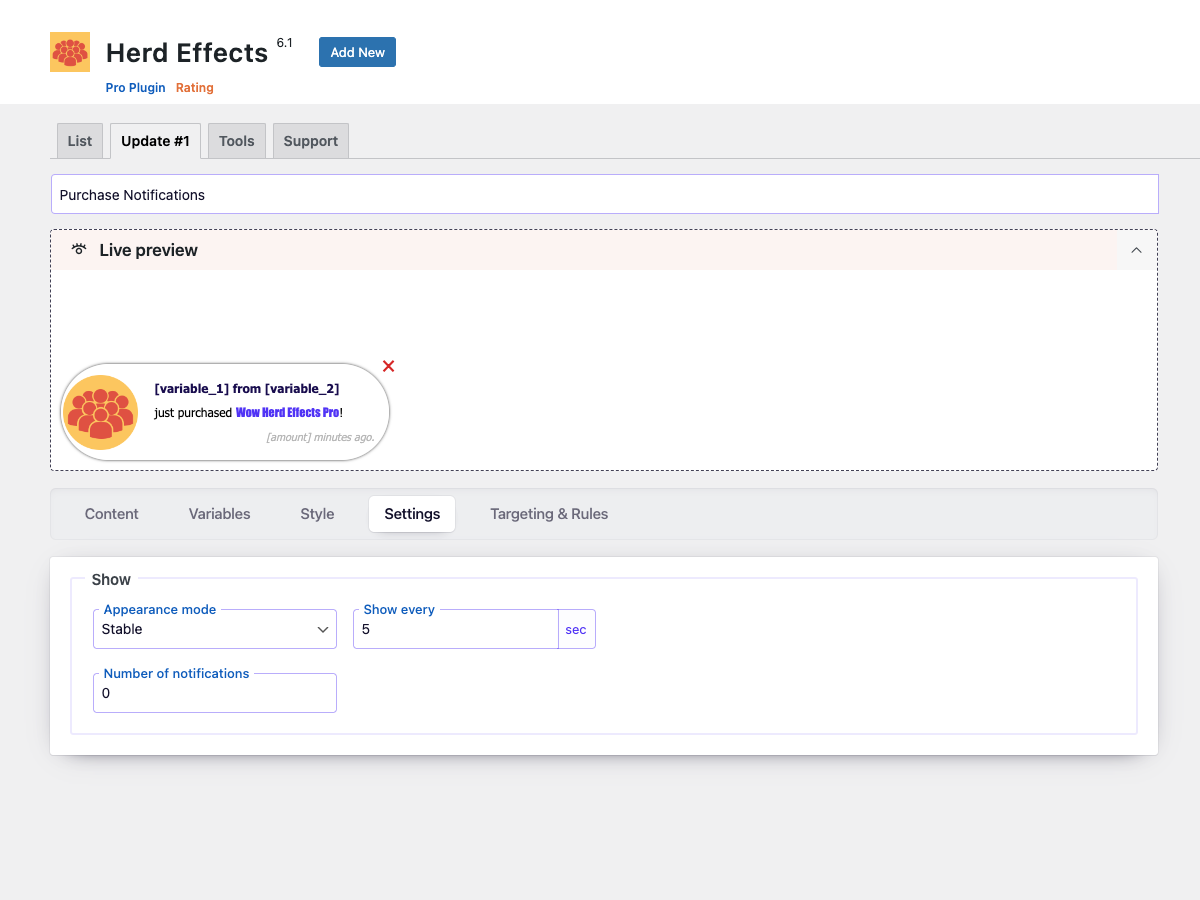 Herd Effects 6.1 Add New
Pro Plugin Rating
List Update #1 Tools Support
Purchase Notifications
Live preview
[variable_1] from [variable_2]
just purchased Wow Herd Effects Pro!
[amount] minutes ago.
Content Variables Style Settings Targeting & Rules
Show
Appearance mode Show every
Stable 5 sec
Number of notifications
0